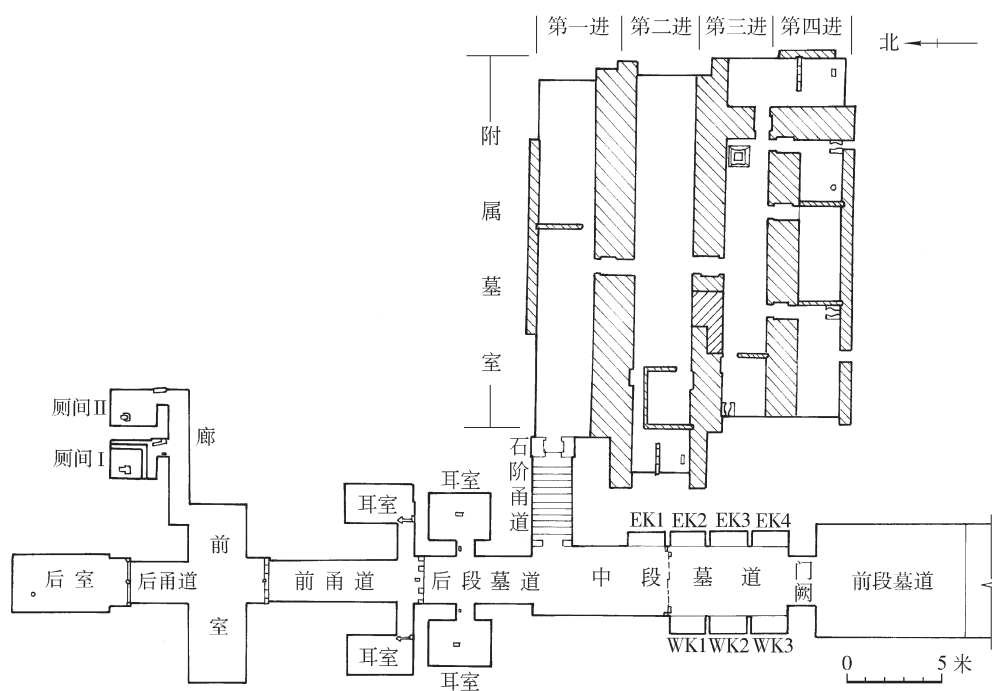 第一进 第二进 第三进 第四进
北
附属墓室
厕间Ⅱ
厕间Ⅰ
廊
石阶甬道
耳室
耳室
EK1 EK2 EK3 EK4
前室
后室
后甬道
前甬道
后段墓道
中段墓道
门阙
前段墓道
耳室
耳室
WK1 WK2 WK3
0 5 米